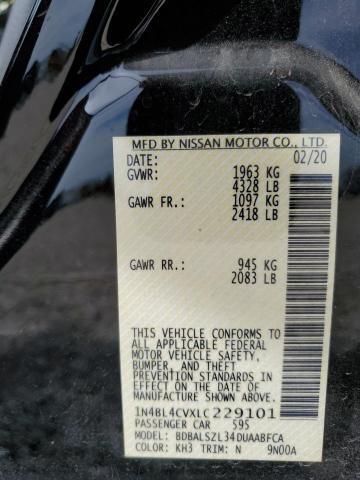 MFD BY NISSAN MOTOR CO., LTD.
DATE: 02/20
GVWR: 1963 KG
4328 LB
GAWR FR.: 1097 KG
2418 LB
GAWR RR.: 945 KG
2083 LB
THIS VEHICLE CONFORMS TO
ALL APPLICABLE FEDERAL
MOTOR VEHICLE SAFETY,
BUMPER, AND THEFT
PREVENTION STANDARDS
IN EFFECT ON THE DATE OF
MANUFACTURE SHOWN ABOVE.
1N4BL4CVXLC229101
PASSENGER CAR 595
MODEL: BDBALSZL34DUAABFCA
COLOR: KH3 TRIM: N 9N00A